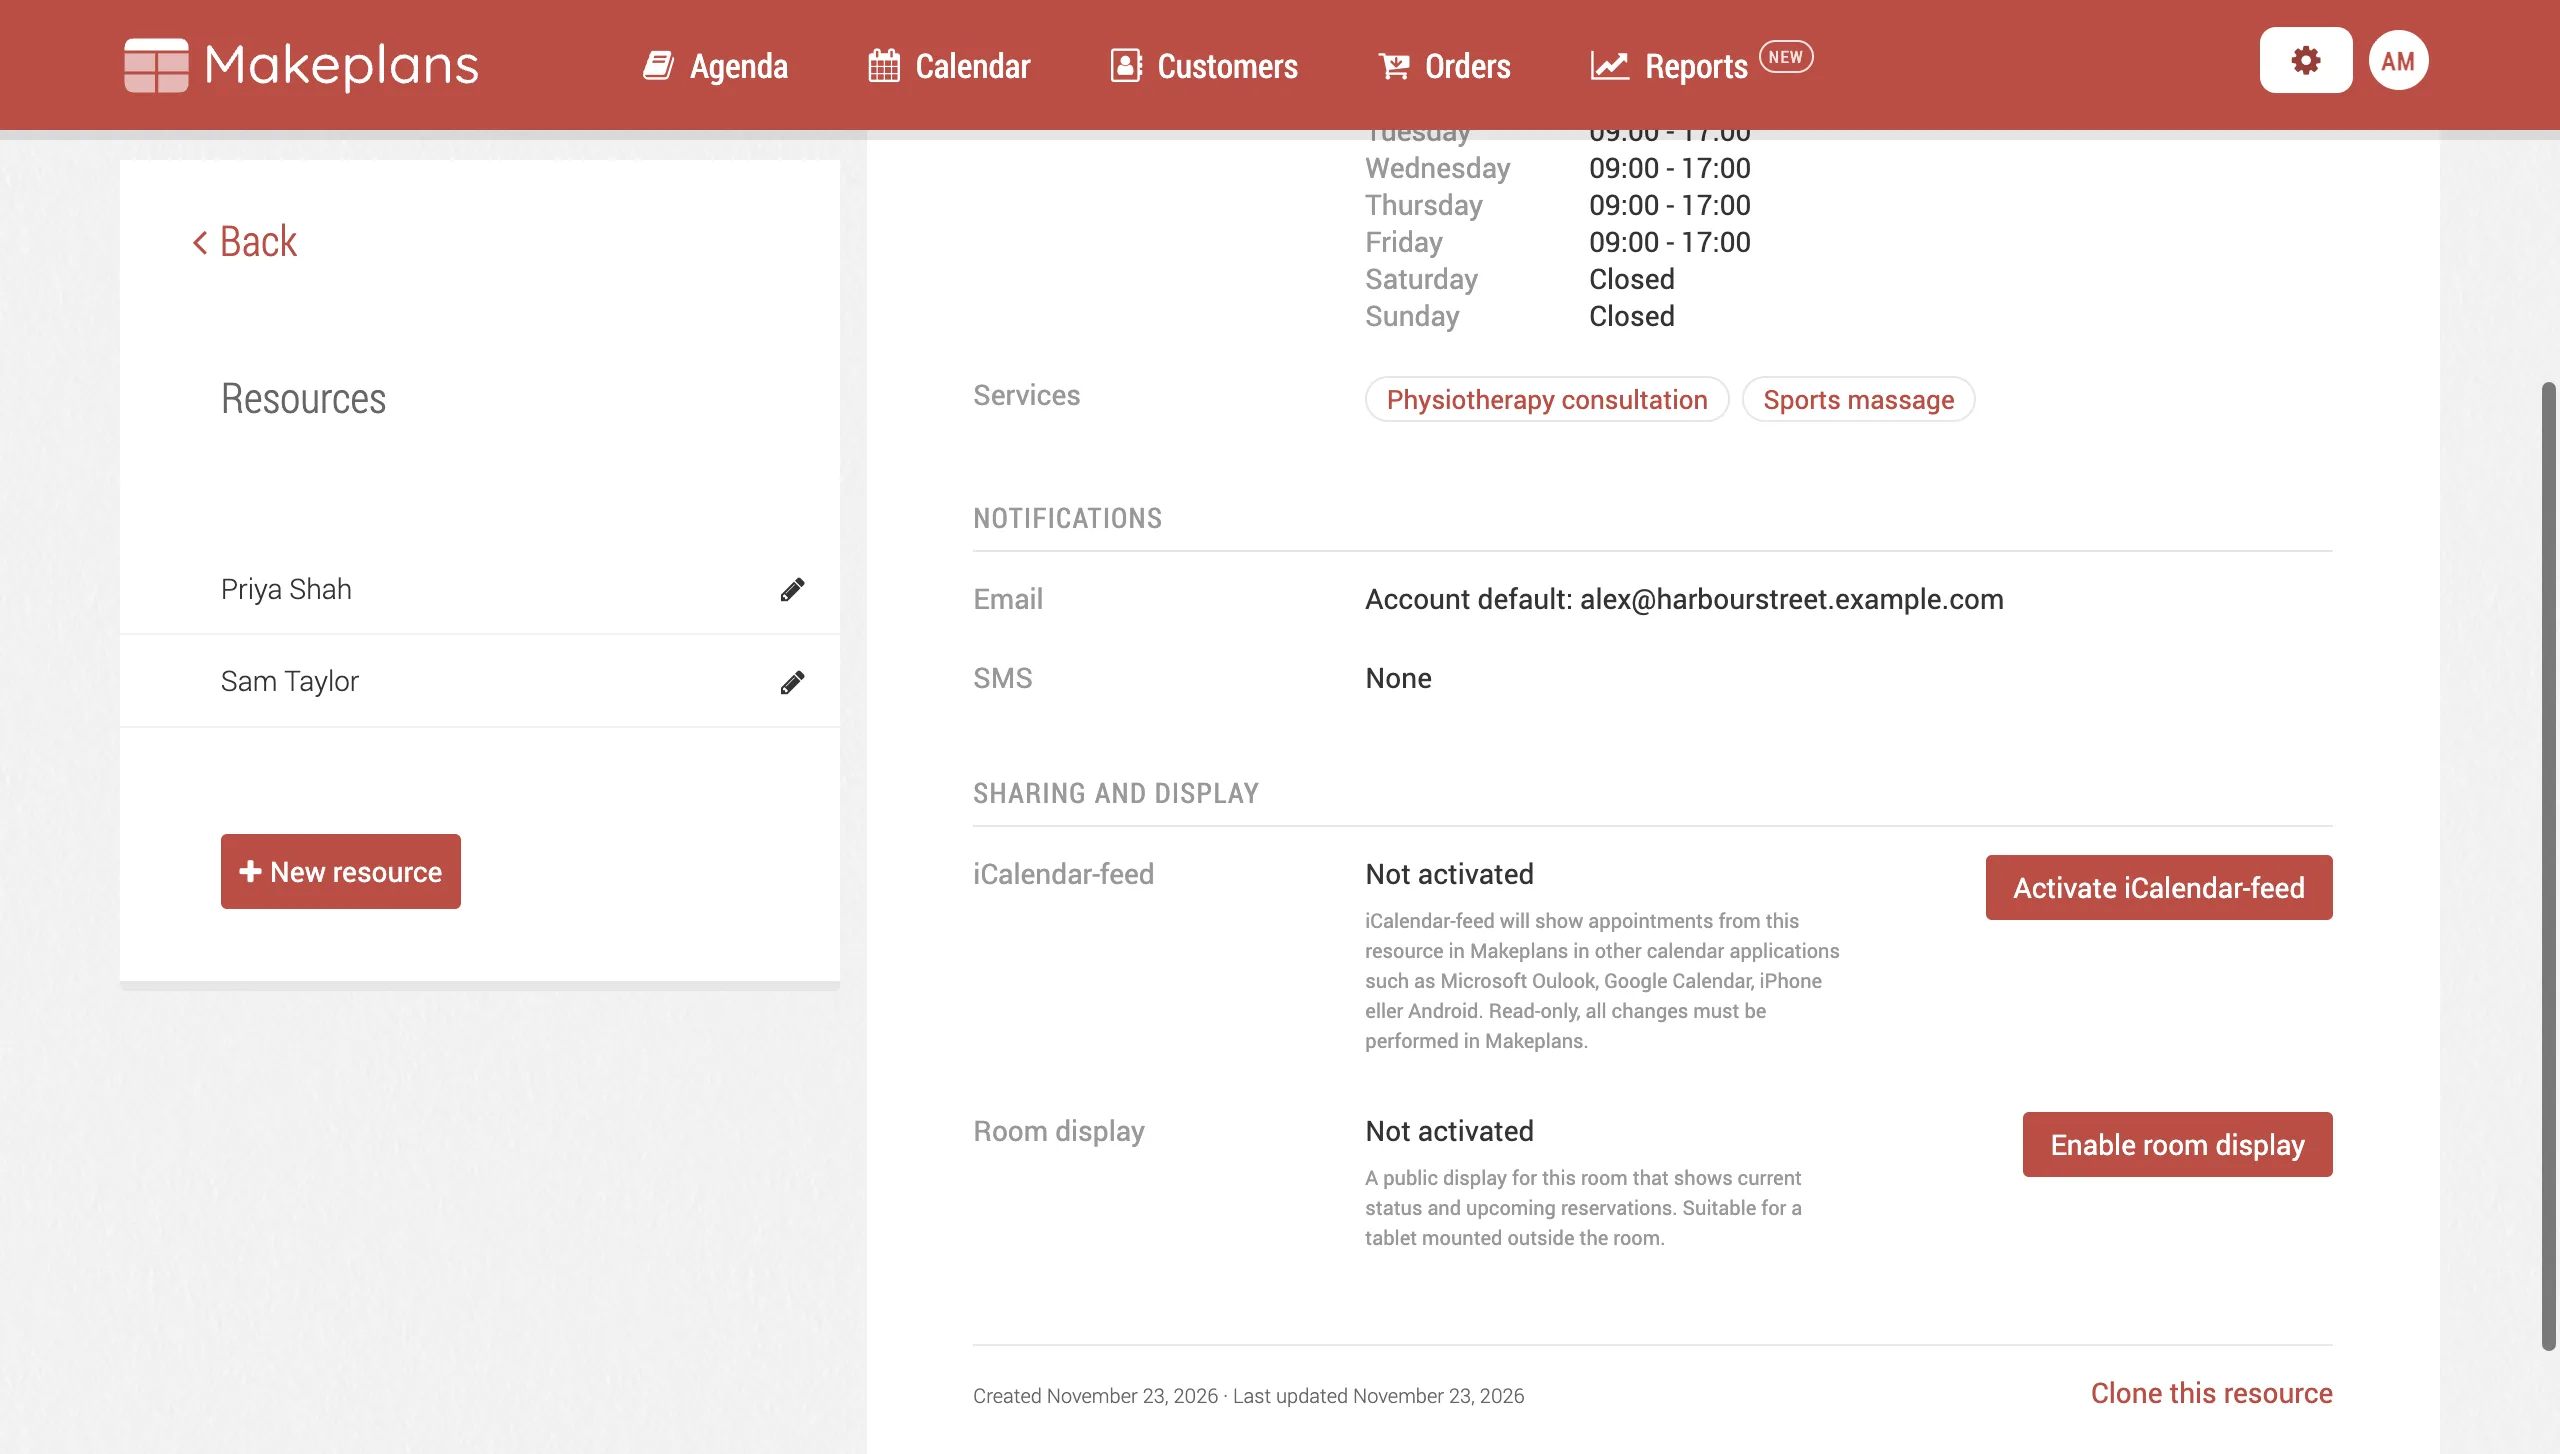 Makeplans
Agenda
Calendar
Customers
Orders
Reports NEW
AM
Back
Resources
Priya Shah
Sam Taylor
New resource
Tuesday 09:00 - 17:00
Wednesday 09:00 - 17:00
Thursday 09:00 - 17:00
Friday 09:00 - 17:00
Saturday Closed
Sunday Closed
Services Physiotherapy consultation Sports massage
NOTIFICATIONS
Email Account default: alex@harbourstreet.example.com
SMS None
SHARING AND DISPLAY
iCalendar-feed Not activated Activate iCalendar-feed
iCalendar-feed will show appointments from this
resource in Makeplans in other calendar applications
such as Microsoft Oulook, Google Calendar, iPhone
eller Android. Read-only, all changes must be
performed in Makeplans.
Room display Not activated Enable room display
A public display for this room that shows current
status and upcoming reservations. Suitable for a
tablet mounted outside the room.
Created November 23, 2026 · Last updated November 23, 2026 Clone this resource